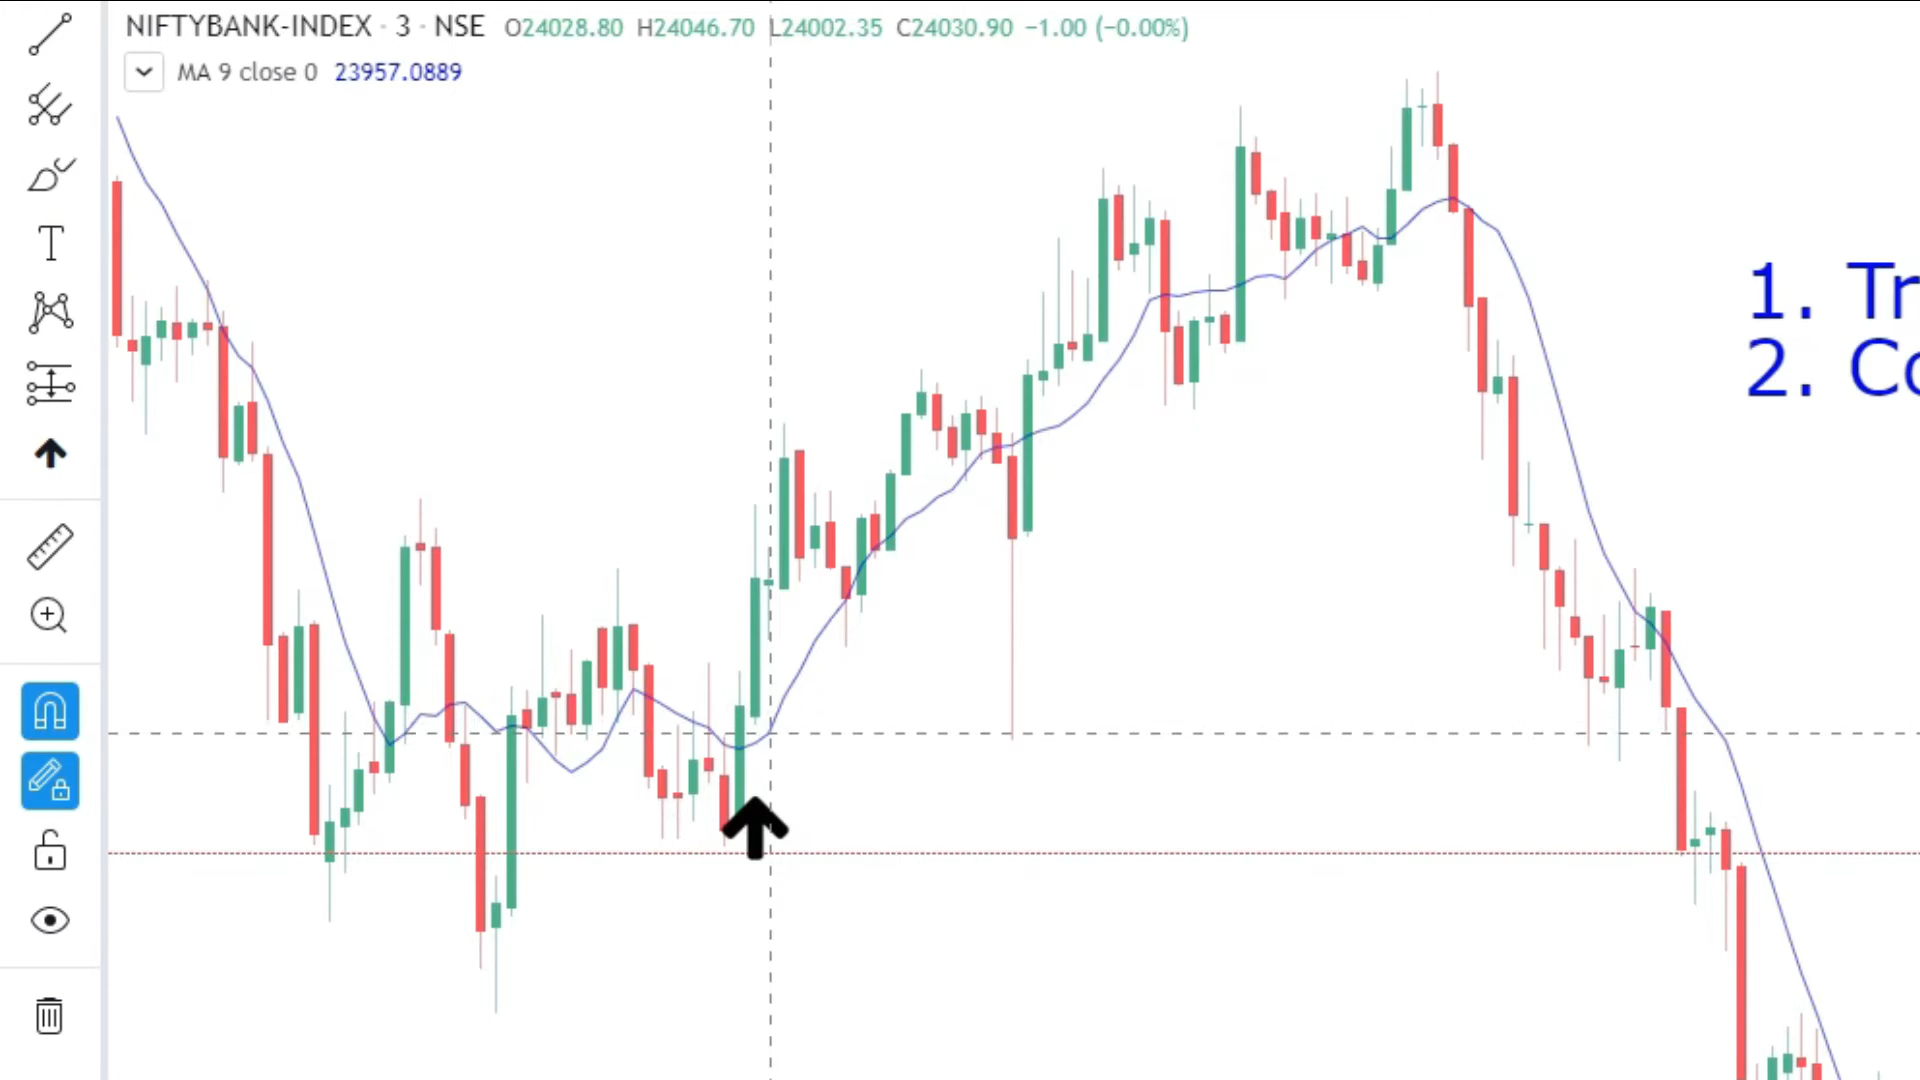 NIFTYBANK-INDEX · 3 · NSE O24028.80 H24046.70 L24002.35 C24030.90 −1.00 (−0.00%)
MA 9 close 0 23957.0889
1. Tr
2. Co